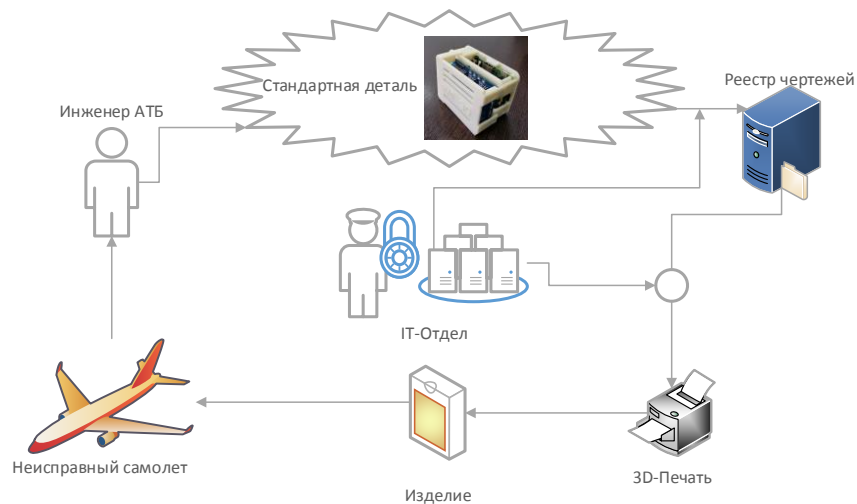 Стандартная деталь
Реестр чертежей
Инженер АТБ
IT-Отдел
Неисправный самолет
3D-Печать
Изделие